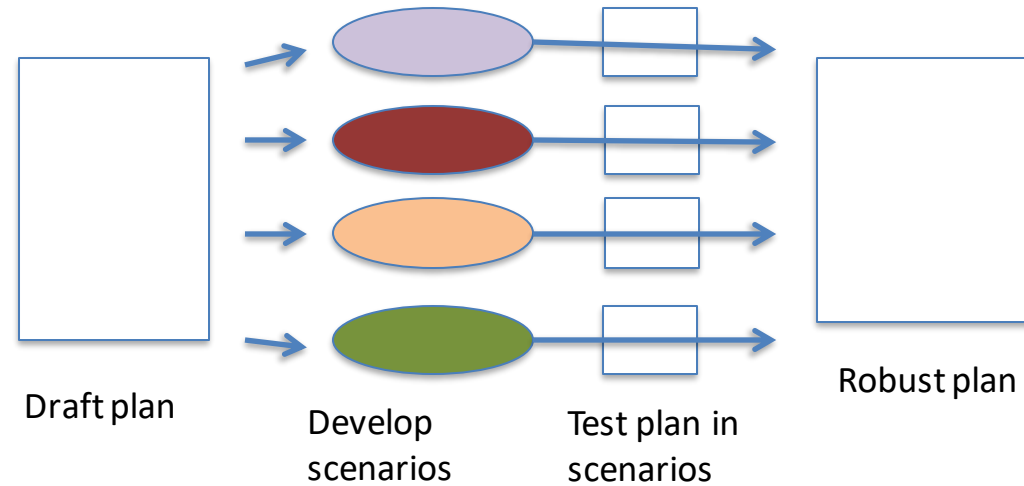 Draft plan
Develop
scenarios
Test plan in
scenarios
Robust plan